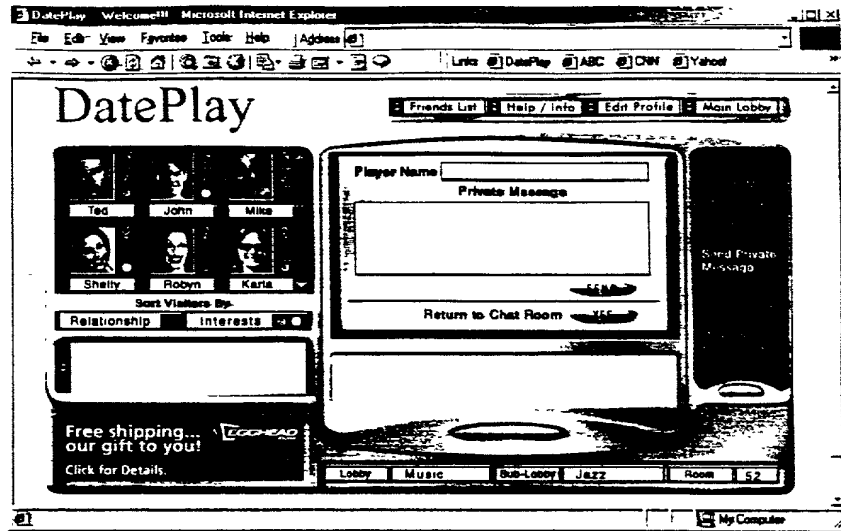 DatePlay Welcome!!! Microsoft Internet Explorer
File Edit View Favorites Tools Help Address
Links DatePlay ABC CNN Yahoo!
DatePlay
Friends List Help / Info Edit Profile Main Lobby
Player Name
Private Message
Ted John Mike
Send Private
Message
Shelly Robyn Karla
SEND
Sort Visitors By
Relationship Interests
Return to Chat Room YES
Free shipping...
our gift to you!
EGGHEAD
Click for Details.
Lobby Music Sub-Lobby Jazz Room 52
My Computer